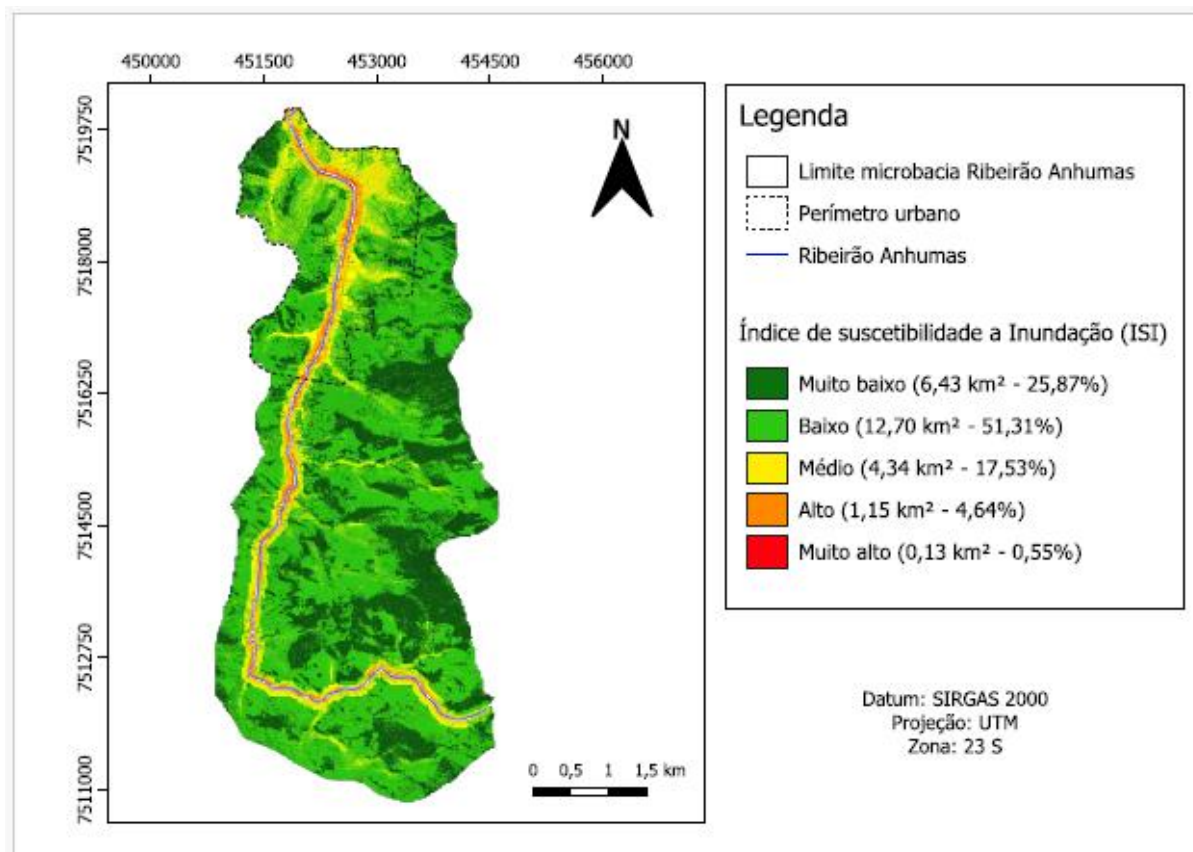 450000 451500 453000 454500 456000
7519750
7518000
7516250
7514500
7512750
7511000
N
0 0,5 1 1,5 km
Legenda
Limite microbacia Ribeirão Anhumas
Perímetro urbano
Ribeirão Anhumas
Índice de suscetibilidade a Inundação (ISI)
Muito baixo (6,43 km² - 25,87%)
Baixo (12,70 km² - 51,31%)
Médio (4,34 km² - 17,53%)
Alto (1,15 km² - 4,64%)
Muito alto (0,13 km² - 0,55%)
Datum: SIRGAS 2000
Projeção: UTM
Zona: 23 S